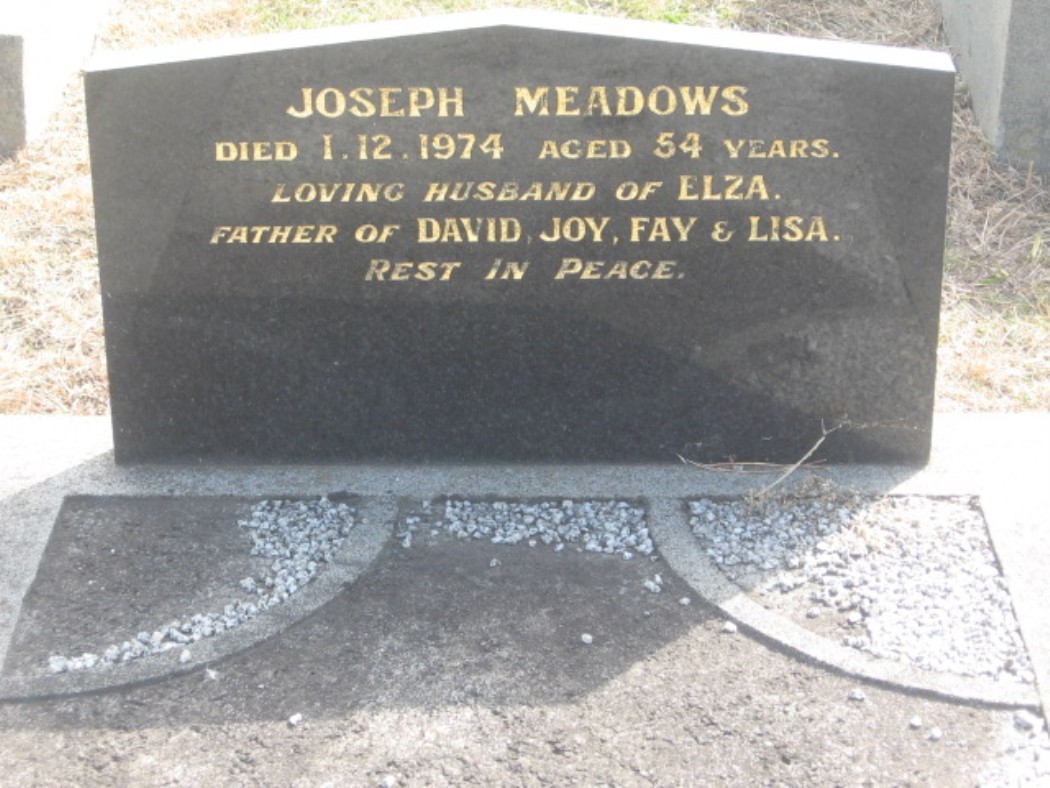 JOSEPH MEADOWS
DIED 1.12.1974 AGED 54 YEARS.
LOVING HUSBAND OF ELZA.
FATHER OF DAVID, JOY, FAY & LISA.
REST IN PEACE.